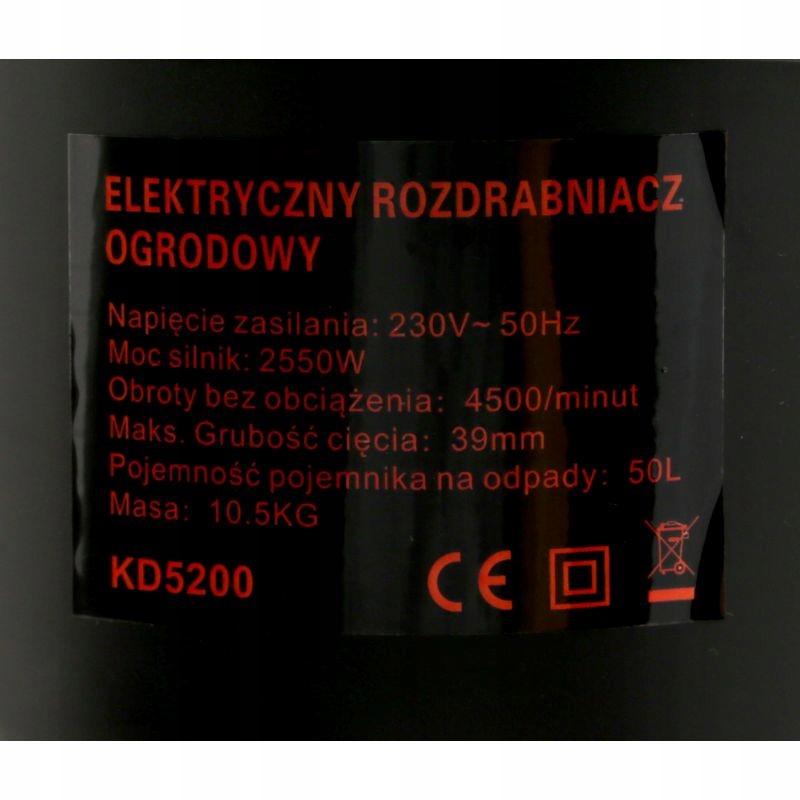 ELEKTRYCZNY ROZDRABNIACZ
OGRODOWY
Napięcie zasilania: 230V~ 50Hz
Moc silnik: 2550W
Obroty bez obciążenia: 4500/minut
Maks. Grubość cięcia: 39mm
Pojemność pojemnika na odpady: 50L
Masa: 10.5KG
KD5200 CE